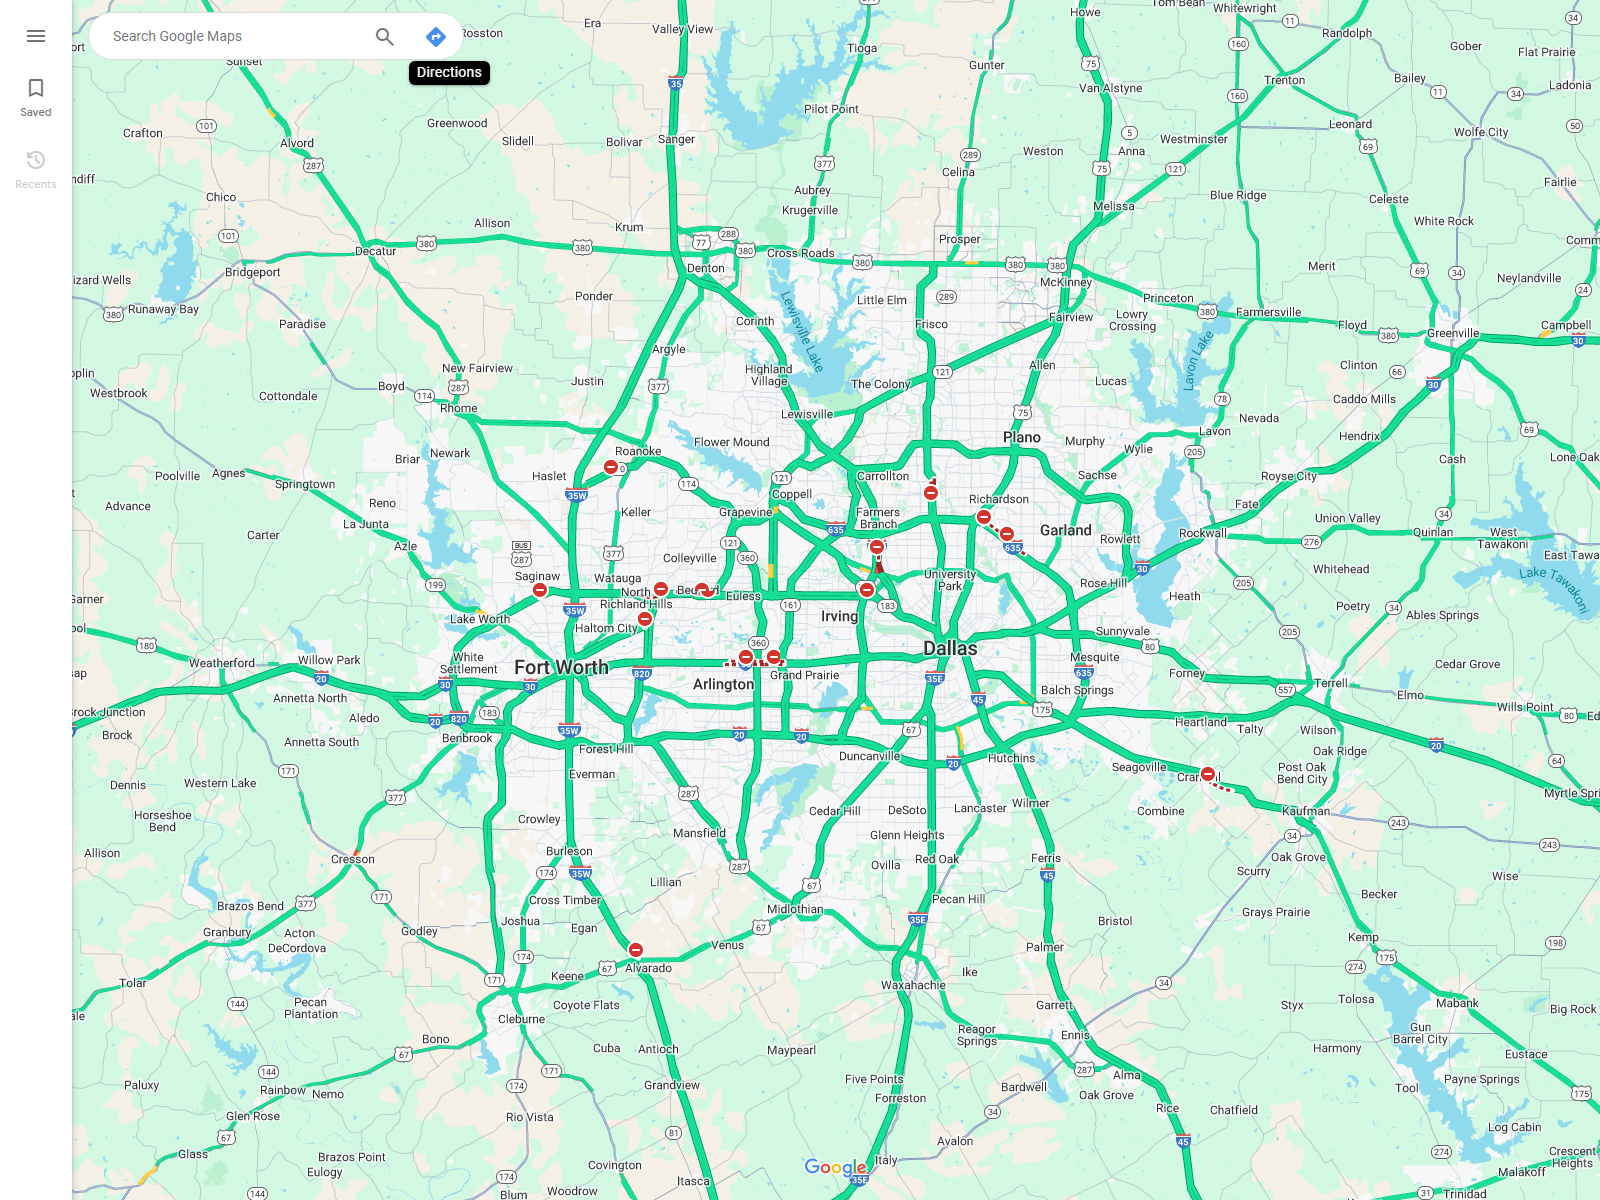 Search Google Maps
Directions
Saved
Recents
Rosston
Era
Valley View
Tioga
Howe
Tom Bean
Whitewright
Randolph
Gober
Flat Prairie
Ladonia
Sunset
Gunter
Van Alstyne
Trenton
Bailey
Pilot Point
Crafton
Alvord
Greenwood
Slidell
Bolivar
Sanger
Weston
Anna
Westminster
Leonard
Wolfe City
Celina
Aubrey
Krugerville
Melissa
Blue Ridge
Celeste
Fairlie
White Rock
Chico
Allison
Krum
Prosper
Decatur
Cross Roads
Bridgeport
Denton
McKinney
Merit
Neylandville
Runaway Bay
Ponder
Little Elm
Princeton
Farmersville
Paradise
Corinth
Lewisville Lake
Frisco
Fairview
Lowry
Crossing
Floyd
Greenville
Campbell
Argyle
New Fairview
Highland
Village
The Colony
Allen
Lucas
Lavon Lake
Clinton
Westbrook
Boyd
Cottondale
Justin
Rhome
Lewisville
Nevada
Caddo Mills
Flower Mound
Plano
Murphy
Lavon
Hendrix
Briar
Newark
Roanoke
Wylie
Cash
Lone Oak
Poolville
Agnes
Springtown
Haslet
Carrollton
Sachse
Royse City
Advance
Reno
La Junta
Keller
Coppell
Grapevine
Farmers
Branch
Richardson
Garland
Fate
Union Valley
Carter
Azle
Colleyville
Rowlett
Rockwall
Quinlan
West
Tawakoni
Saginaw
Watauga
North
Richland Hills
Euless
University
Park
Rose Hill
Heath
Whitehead
Lake Tawakoni
Lake Worth
Haltom City
Irving
Poetry
Ables Springs
Weatherford
Willow Park
White
Settlement
Fort Worth
Dallas
Sunnyvale
Mesquite
Cedar Grove
Annetta North
Arlington
Grand Prairie
Balch Springs
Forney
Terrell
Elmo
Brock Junction
Brock
Aledo
Annetta South
Benbrook
Forest Hill
Heartland
Talty
Wilson
Wills Point
Duncanville
Hutchins
Seagoville
Oak Ridge
Post Oak
Bend City
Dennis
Western Lake
Everman
Horseshoe
Bend
Crowley
Cedar Hill
DeSoto
Lancaster
Wilmer
Combine
Kaufman
Mansfield
Glenn Heights
Allison
Cresson
Burleson
Lillian
Ovilla
Red Oak
Ferris
Oak Grove
Scurry
Wise
Brazos Bend
Cross Timber
Midlothian
Pecan Hill
Becker
Granbury
Acton
DeCordova
Godley
Joshua
Egan
Venus
Bristol
Grays Prairie
Kemp
Tolar
Keene
Alvarado
Waxahachie
Ike
Palmer
Pecan
Plantation
Cleburne
Coyote Flats
Garrett
Styx
Tolosa
Mabank
Big Rock
Bono
Cuba
Antioch
Maypearl
Reagor
Springs
Ennis
Harmony
Gun
Barrel City
Eustace
Paluxy
Rainbow
Nemo
Grandview
Five Points
Forreston
Bardwell
Alma
Oak Grove
Tool
Payne Springs
Glen Rose
Rio Vista
Rice
Chatfield
Log Cabin
Glass
Brazos Point
Eulogy
Covington
Avalon
Italy
Crescent
Heights
Malakoff
Blum
Woodrow
Itasca
Google
Trinidad